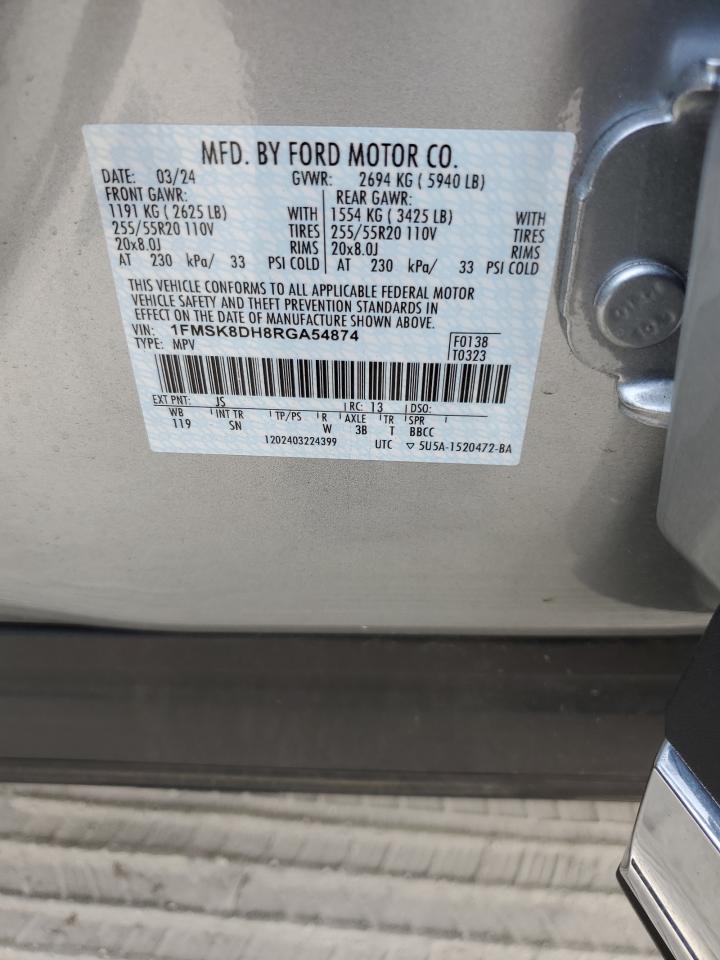 MFD. BY FORD MOTOR CO.
DATE: 03/24 GVWR: 2694 KG ( 5940 LB)
FRONT GAWR: REAR GAWR:
1191 KG ( 2625 LB) WITH 1554 KG ( 3425 LB) WITH
255/55R20 110V TIRES 255/55R20 110V TIRES
20x8.0J RIMS 20x8.0J RIMS
AT 230 kPa/ 33 PSI COLD AT 230 kPa/ 33 PSI COLD
THIS VEHICLE CONFORMS TO ALL APPLICABLE FEDERAL MOTOR
VEHICLE SAFETY AND THEFT PREVENTION STANDARDS IN
EFFECT ON THE DATE OF MANUFACTURE SHOWN ABOVE.
VIN: 1FMSK8DH8RGA54874 F0138
TYPE: MPV T0323
EXT PNT: JS RC: 13 DSO:
WB INT TR TP/PS R AXLE TR SPR
119 SN W 3B T BBCC
1202403224399 UTC ▽ 5U5A-1520472-BA